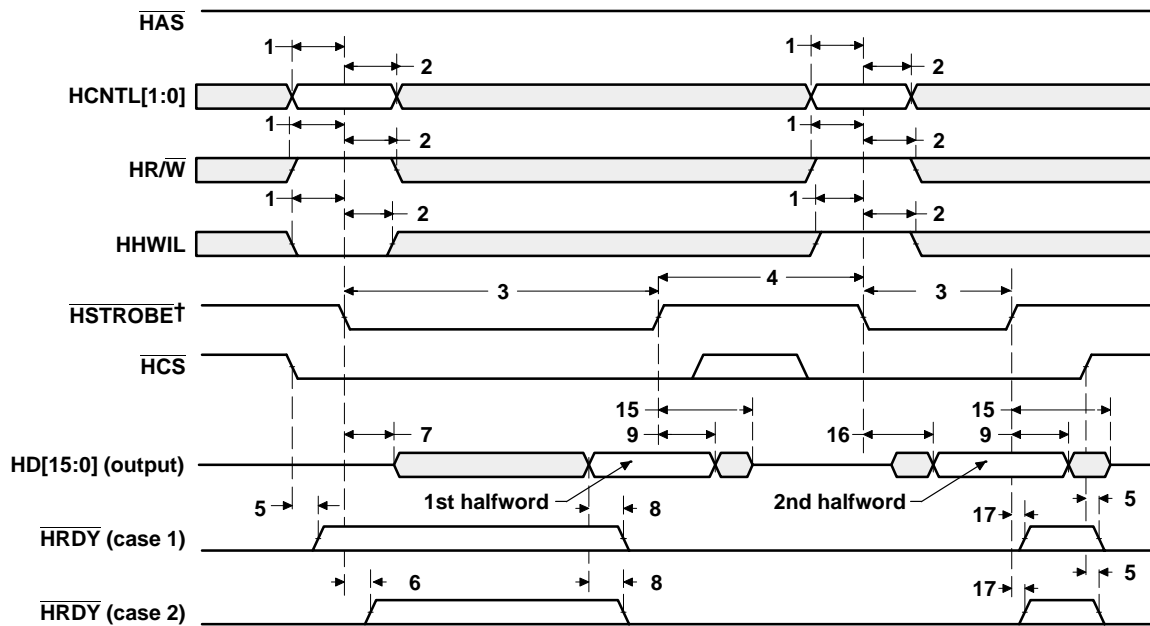 HAS
1
1
2
2
HCNTL[1:0]
1
1
2
2
HR/W
1
1
2
2
HHWIL
4
3
3
HSTROBE†
HCS
15
15
7
9
16
9
HD[15:0] (output)
1st halfword
2nd halfword
5
8
17
5
HRDY (case 1)
6
8
17
5
HRDY (case 2)